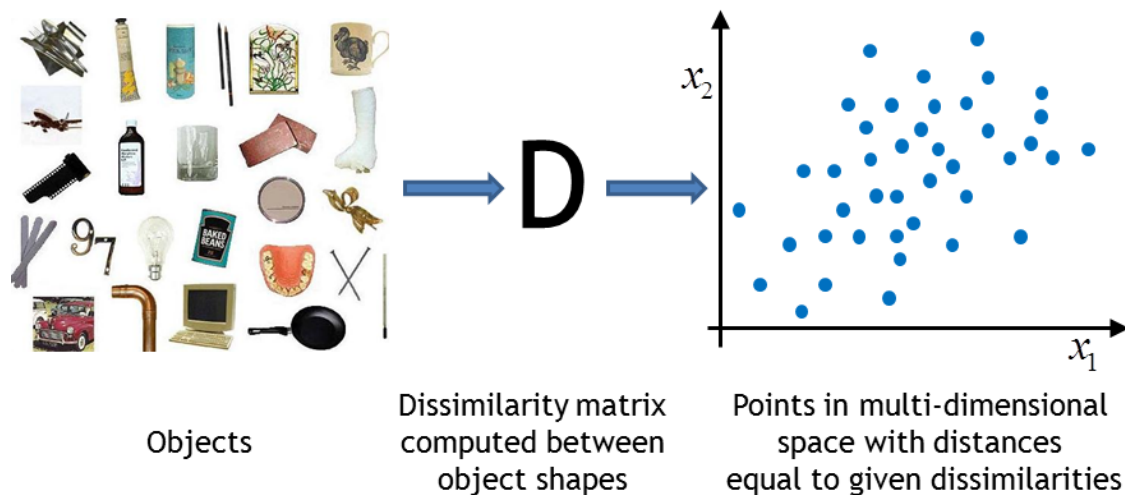 97
BAKED
BEANS
D
x2
x1
Objects
Dissimilarity matrix
computed between
object shapes
Points in multi-dimensional
space with distances
equal to given dissimilarities